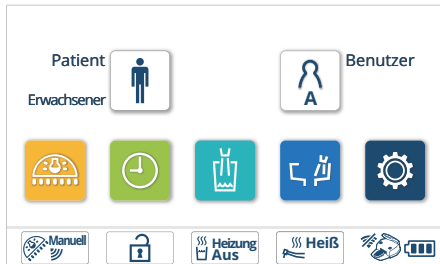 Patient
Benutzer
Erwachsener
A
Manuell
Heizung
Aus
Heiß